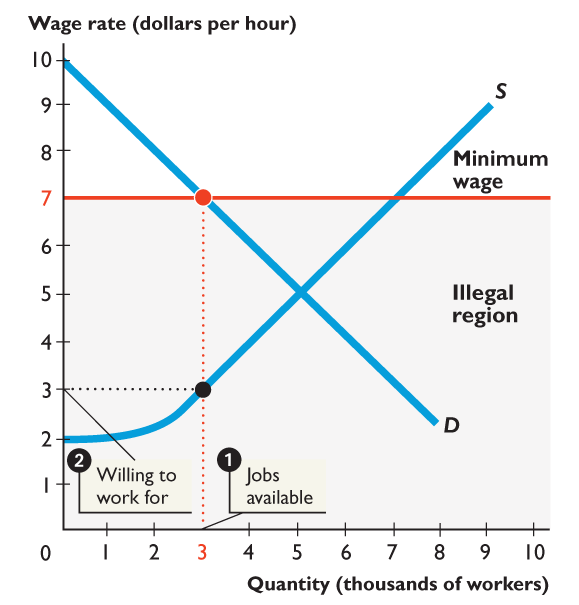 Wage rate (dollars per hour)
10
9
S
8
Minimum
wage
7
6
5
Illegal
region
4
3
2
D
2
Willing to
work for
1
Jobs
available
1
0
1
2
3
4
5
6
7
8
9
10
Quantity (thousands of workers)